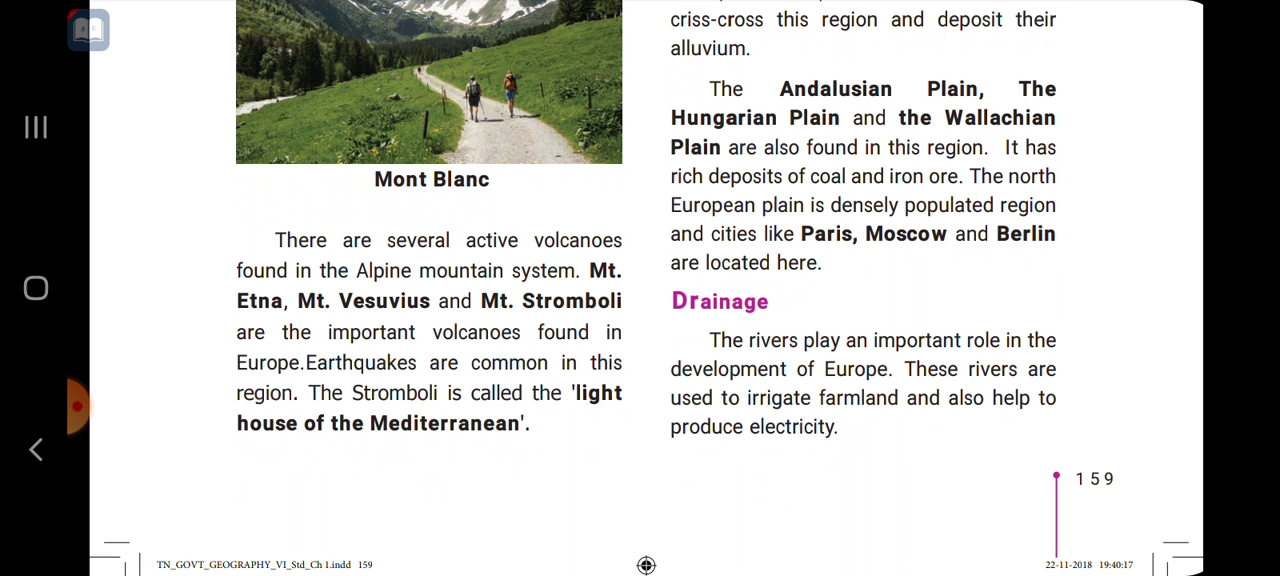 Mont Blanc
There are several active volcanoes
found in the Alpine mountain system. Mt.
Etna, Mt. Vesuvius and Mt. Stromboli
are the important volcanoes found in
Europe.Earthquakes are common in this
region. The Stromboli is called the 'light
house of the Mediterranean'.
criss-cross this region and deposit their
alluvium.
The Andalusian Plain, The
Hungarian Plain and the Wallachian
Plain are also found in this region. It has
rich deposits of coal and iron ore. The north
European plain is densely populated region
and cities like Paris, Moscow and Berlin
are located here.
Drainage
The rivers play an important role in the
development of Europe. These rivers are
used to irrigate farmland and also help to
produce electricity.
159
TN_GOVT_GEOGRAPHY_VI_Std_Ch 1.indd 159
22-11-2018 19:40:17